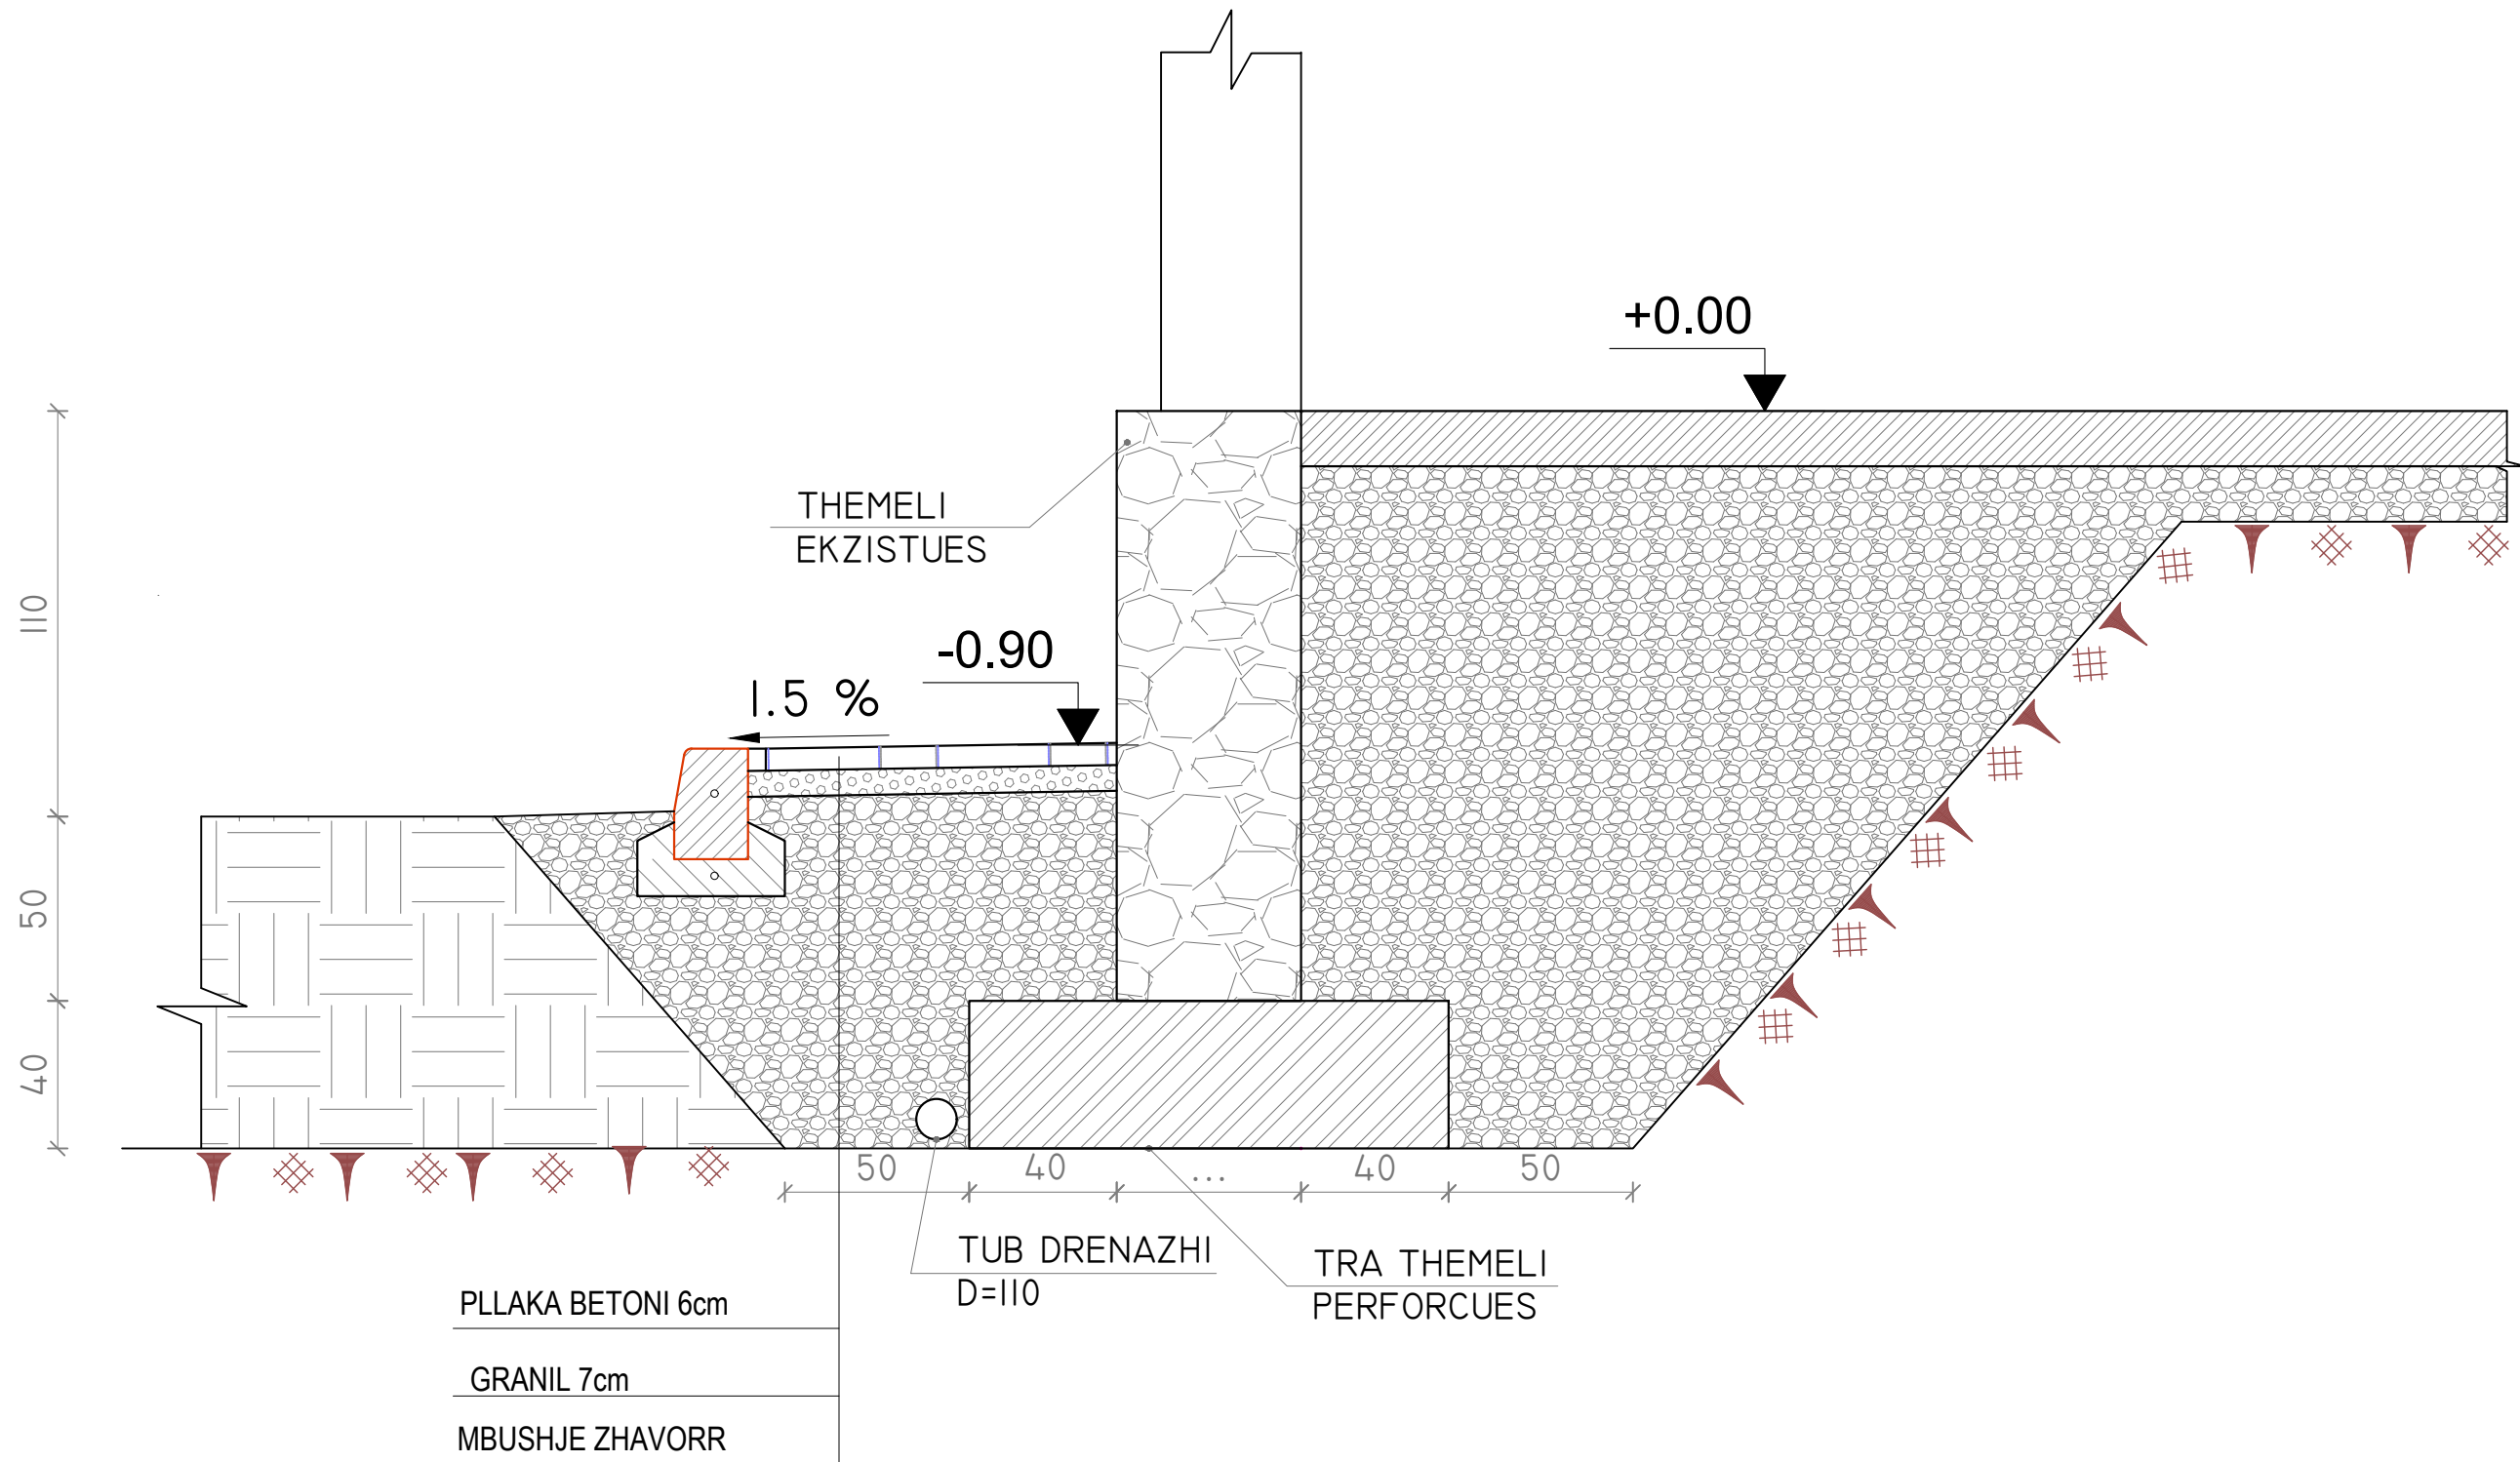 +0.00
THEMELI
EKZISTUES
-0.90
1.5 %
110
50
40
50
40
...
40
50
TUB DRENAZHI
D=110
TRA THEMELI
PERFORCUES
PLLAKA BETONI 6cm
GRANIL 7cm
MBUSHJE ZHAVORR